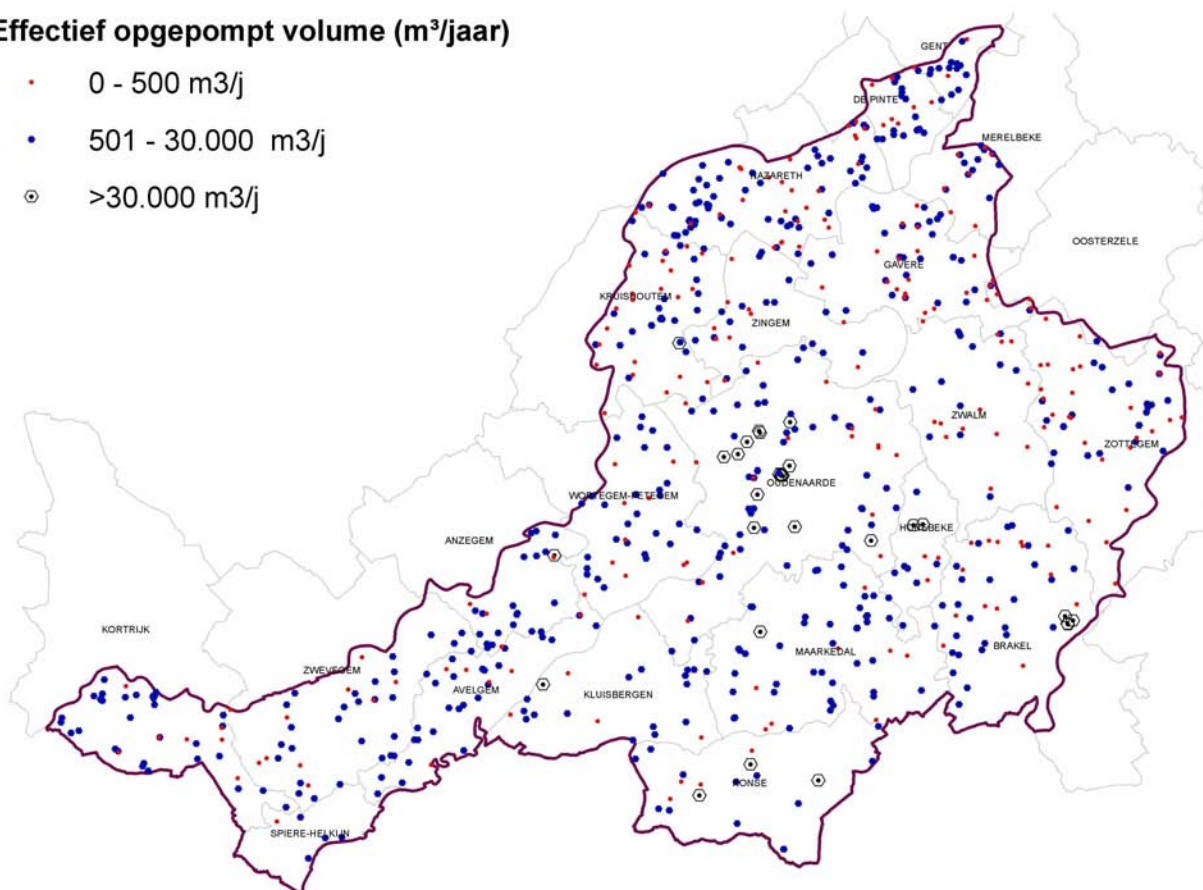 Effectief opgepompt volume (m³/jaar)
0 - 500 m3/j
501 - 30.000 m3/j
>30.000 m3/j
GENT
DE PINTE
MERELBEKE
NAZARETH
OOSTERZELE
GAVERE
KRUISHOUTEM
ZINGEM
ZWALM
ZOTTEGEM
OUDENAARDE
WORTEGEM-PETEGEM
HOREBEKE
ANZEGEM
KORTRIJK
BRAKEL
MAARKEDAL
ZWEVEGEM
AVELGEM
KLUISBERGEN
RONSE
SPIERE-HELKIJN